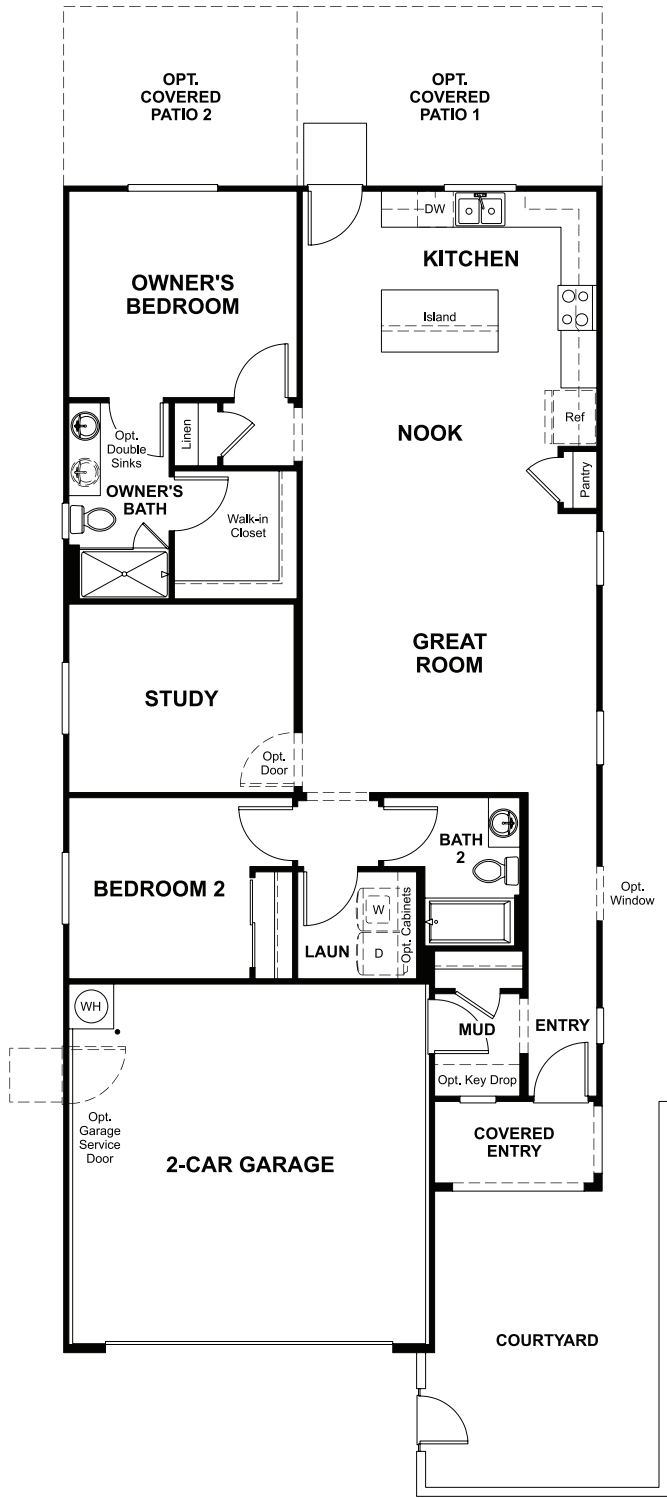 OPT.
COVERED
PATIO 2
OPT.
COVERED
PATIO 1
DW
KITCHEN
OWNER'S
BEDROOM
Island
Linen
Opt.
Double
Sinks
NOOK
Ref
OWNER'S
BATH
Pantry
Walk-in
Closet
GREAT
ROOM
STUDY
Opt.
Door
BATH
2
BEDROOM 2
Opt.
Window
W
Opt. Cabinets
LAUN
D
WH
MUD
ENTRY
Opt. Key Drop
Opt.
Garage
Service
Door
COVERED
ENTRY
2-CAR GARAGE
COURTYARD